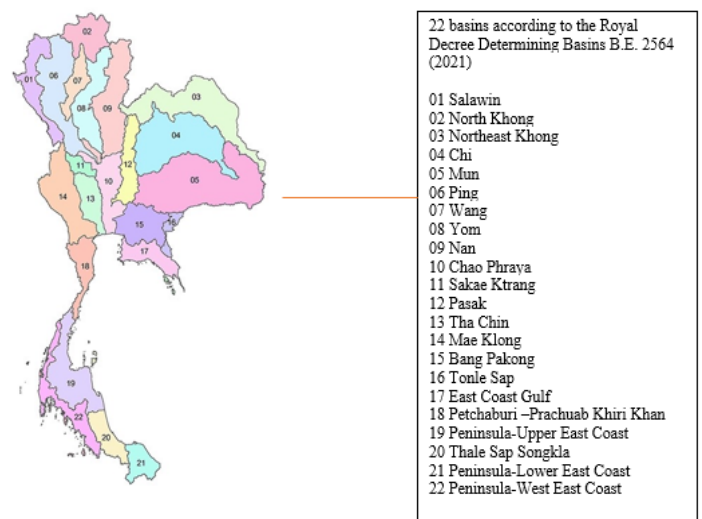 02
01
06
07
08
09
03
04
12
11
10
05
14
13
15
16
17
18
19
22
20
21
22 basins according to the Royal
Decree Determining Basins B.E. 2564
(2021)
01 Salawin
02 North Khong
03 Northeast Khong
04 Chi
05 Mun
06 Ping
07 Wang
08 Yom
09 Nan
10 Chao Phraya
11 Sakae Ktrang
12 Pasak
13 Tha Chin
14 Mae Klong
15 Bang Pakong
16 Tonle Sap
17 East Coast Gulf
18 Petchaburi –Prachuab Khiri Khan
19 Peninsula-Upper East Coast
20 Thale Sap Songkla
21 Peninsula-Lower East Coast
22 Peninsula-West East Coast